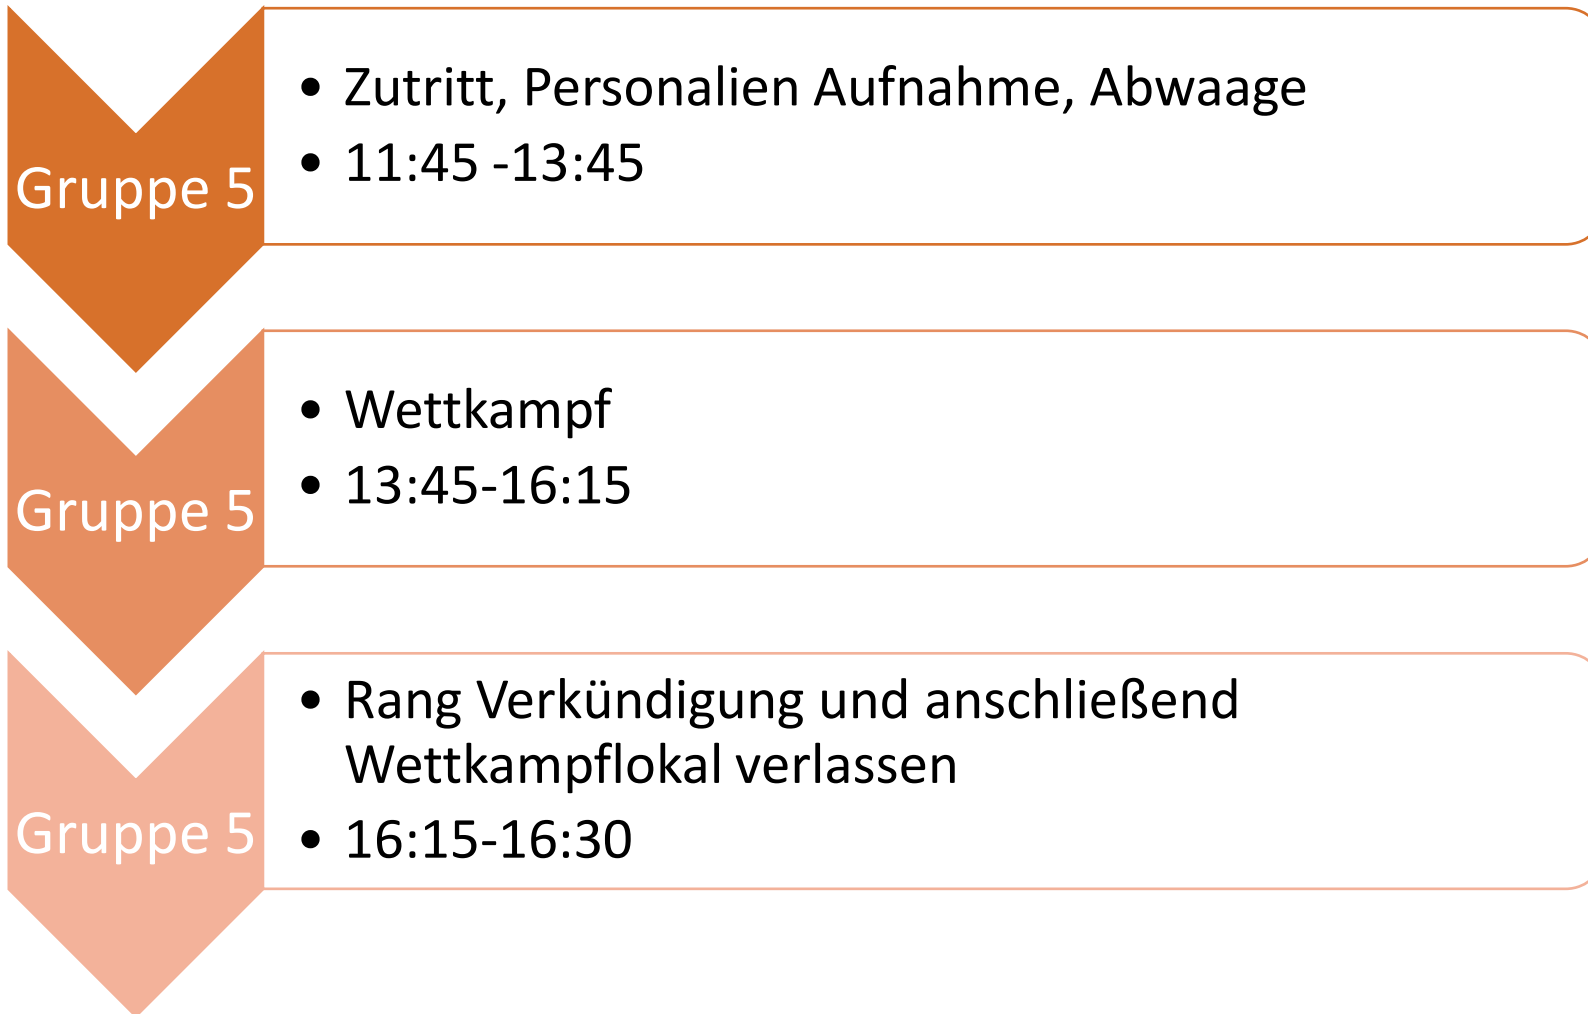 Gruppe 5
• Zutritt, Personalien Aufnahme, Abwaage
• 11:45 -13:45
Gruppe 5
• Wettkampf
• 13:45-16:15
Gruppe 5
• Rang Verkündigung und anschließend
Wettkampflokal verlassen
• 16:15-16:30